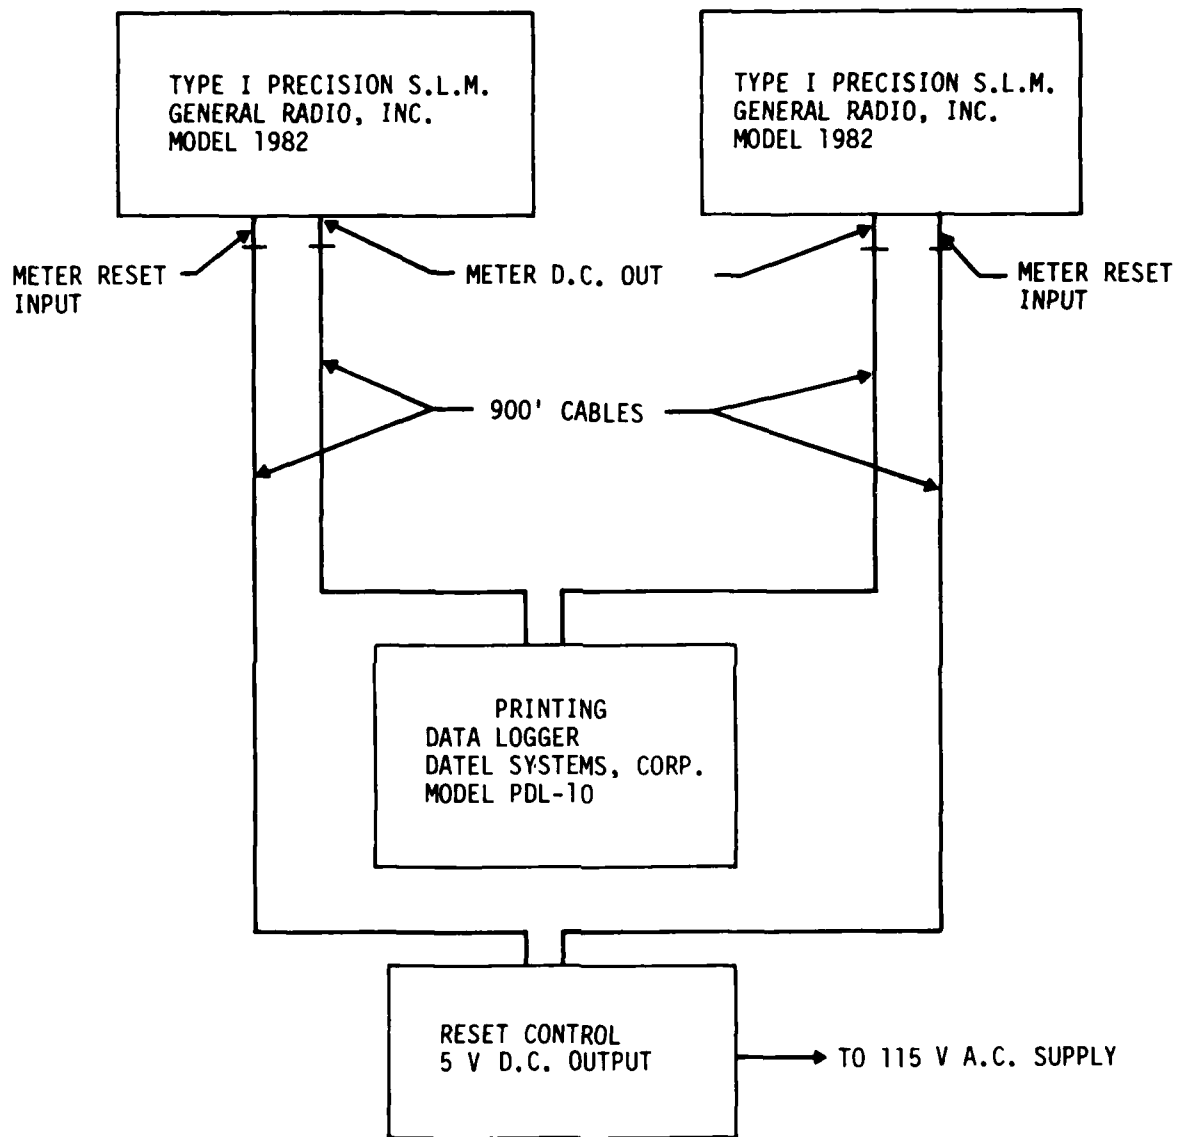 TYPE I PRECISION S.L.M.
GENERAL RADIO, INC.
MODEL 1982
TYPE I PRECISION S.L.M.
GENERAL RADIO, INC.
MODEL 1982
METER RESET
INPUT
METER D.C. OUT
METER RESET
INPUT
900' CABLES
PRINTING
DATA LOGGER
DATEL SYSTEMS, CORP.
MODEL PDL-10
RESET CONTROL
5 V D.C. OUTPUT
TO 115 V A.C. SUPPLY